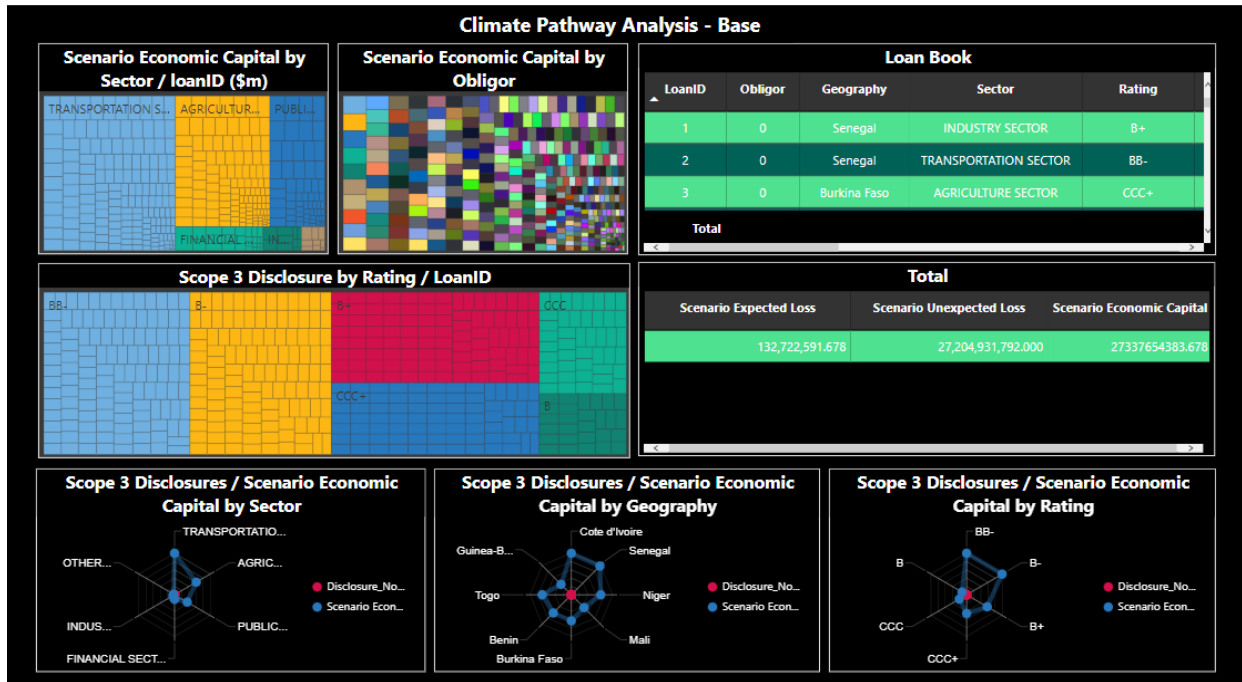 Climate Pathway Analysis - Base
Scenario Economic Capital by
Sector / loanID ($m)
TRANSPORTATION S...
AGRICULTUR...
PUBLI...
FINANCIAL ...
IN...
Scenario Economic Capital by
Obligor
Loan Book
LoanID Obligor Geography Sector Rating
1 0 Senegal INDUSTRY SECTOR B+
2 0 Senegal TRANSPORTATION SECTOR BB-
3 0 Burkina Faso AGRICULTURE SECTOR CCC+
Total
Scope 3 Disclosure by Rating / LoanID
BB-
B-
B+
CCC
CCC+
B
Total
Scenario Expected Loss Scenario Unexpected Loss Scenario Economic Capital
132,722,591.678 27,204,931,792.000 27337654383.678
Scope 3 Disclosures / Scenario Economic
Capital by Sector
TRANSPORTATIO...
OTHER...
AGRIC...
INDUS...
PUBLIC...
FINANCIAL SECT...
Disclosure_No...
Scenario Econ...
Scope 3 Disclosures / Scenario Economic
Capital by Geography
Cote d'Ivoire
Guinea-B...
Senegal
Togo
Niger
Benin
Mali
Burkina Faso
Disclosure_No...
Scenario Econ...
Scope 3 Disclosures / Scenario Economic
Capital by Rating
BB-
B
B-
CCC
B+
CCC+
Disclosure_No...
Scenario Econ...